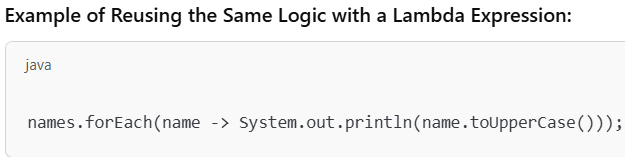 Example of Reusing the Same Logic with a Lambda Expression:
java
names.forEach(name -> System.out.println(name.toUpperCase()));